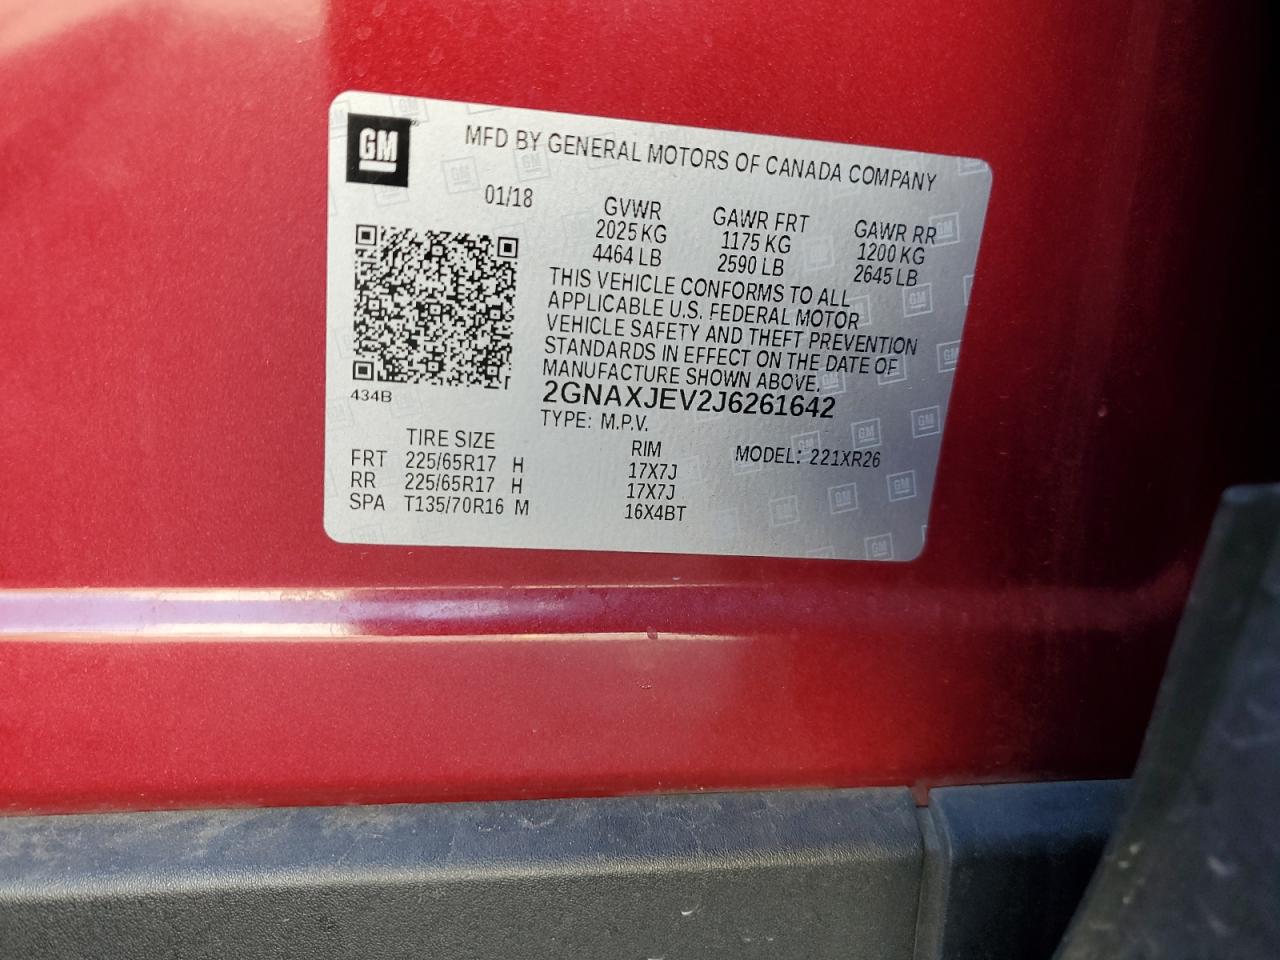 GM
MFD BY GENERAL MOTORS OF CANADA COMPANY
01/18
GVWR GAWR FRT GAWR RR
2025 KG 1175 KG 1200 KG
4464 LB 2590 LB 2645 LB
THIS VEHICLE CONFORMS TO ALL
APPLICABLE U.S. FEDERAL MOTOR
VEHICLE SAFETY AND THEFT PREVENTION
STANDARDS IN EFFECT ON THE DATE OF
MANUFACTURE SHOWN ABOVE.
434B
2GNAXJEV2J6261642
TYPE: M.P.V.
TIRE SIZE RIM MODEL: 221XR26
FRT 225/65R17 H 17X7J
RR 225/65R17 H 17X7J
SPA T135/70R16 M 16X4BT